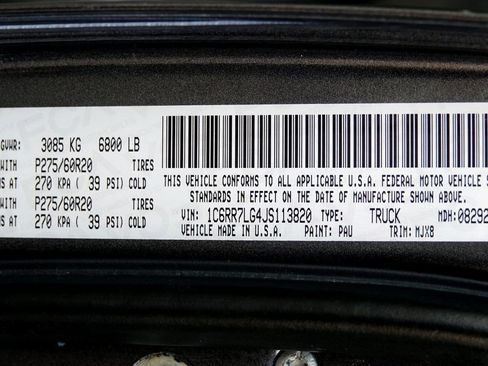 GVWR: 3085 KG 6800 LB
WITH P275/60R20 TIRES
AT 270 KPA ( 39 PSI) COLD
WITH P275/60R20 TIRES
AT 270 KPA ( 39 PSI) COLD
THIS VEHICLE CONFORMS TO ALL APPLICABLE U.S.A. FEDERAL MOTOR VEHICLE S
IN EFFECT ON THE DATE OF MANUFACTURE SHOWN ABOVE.
VIN: 1C6RR7LG4JS113820 TYPE: TRUCK MDH: 08292
VEHICLE MADE IN U.S.A. PAINT: PAU TRIM: MJX8